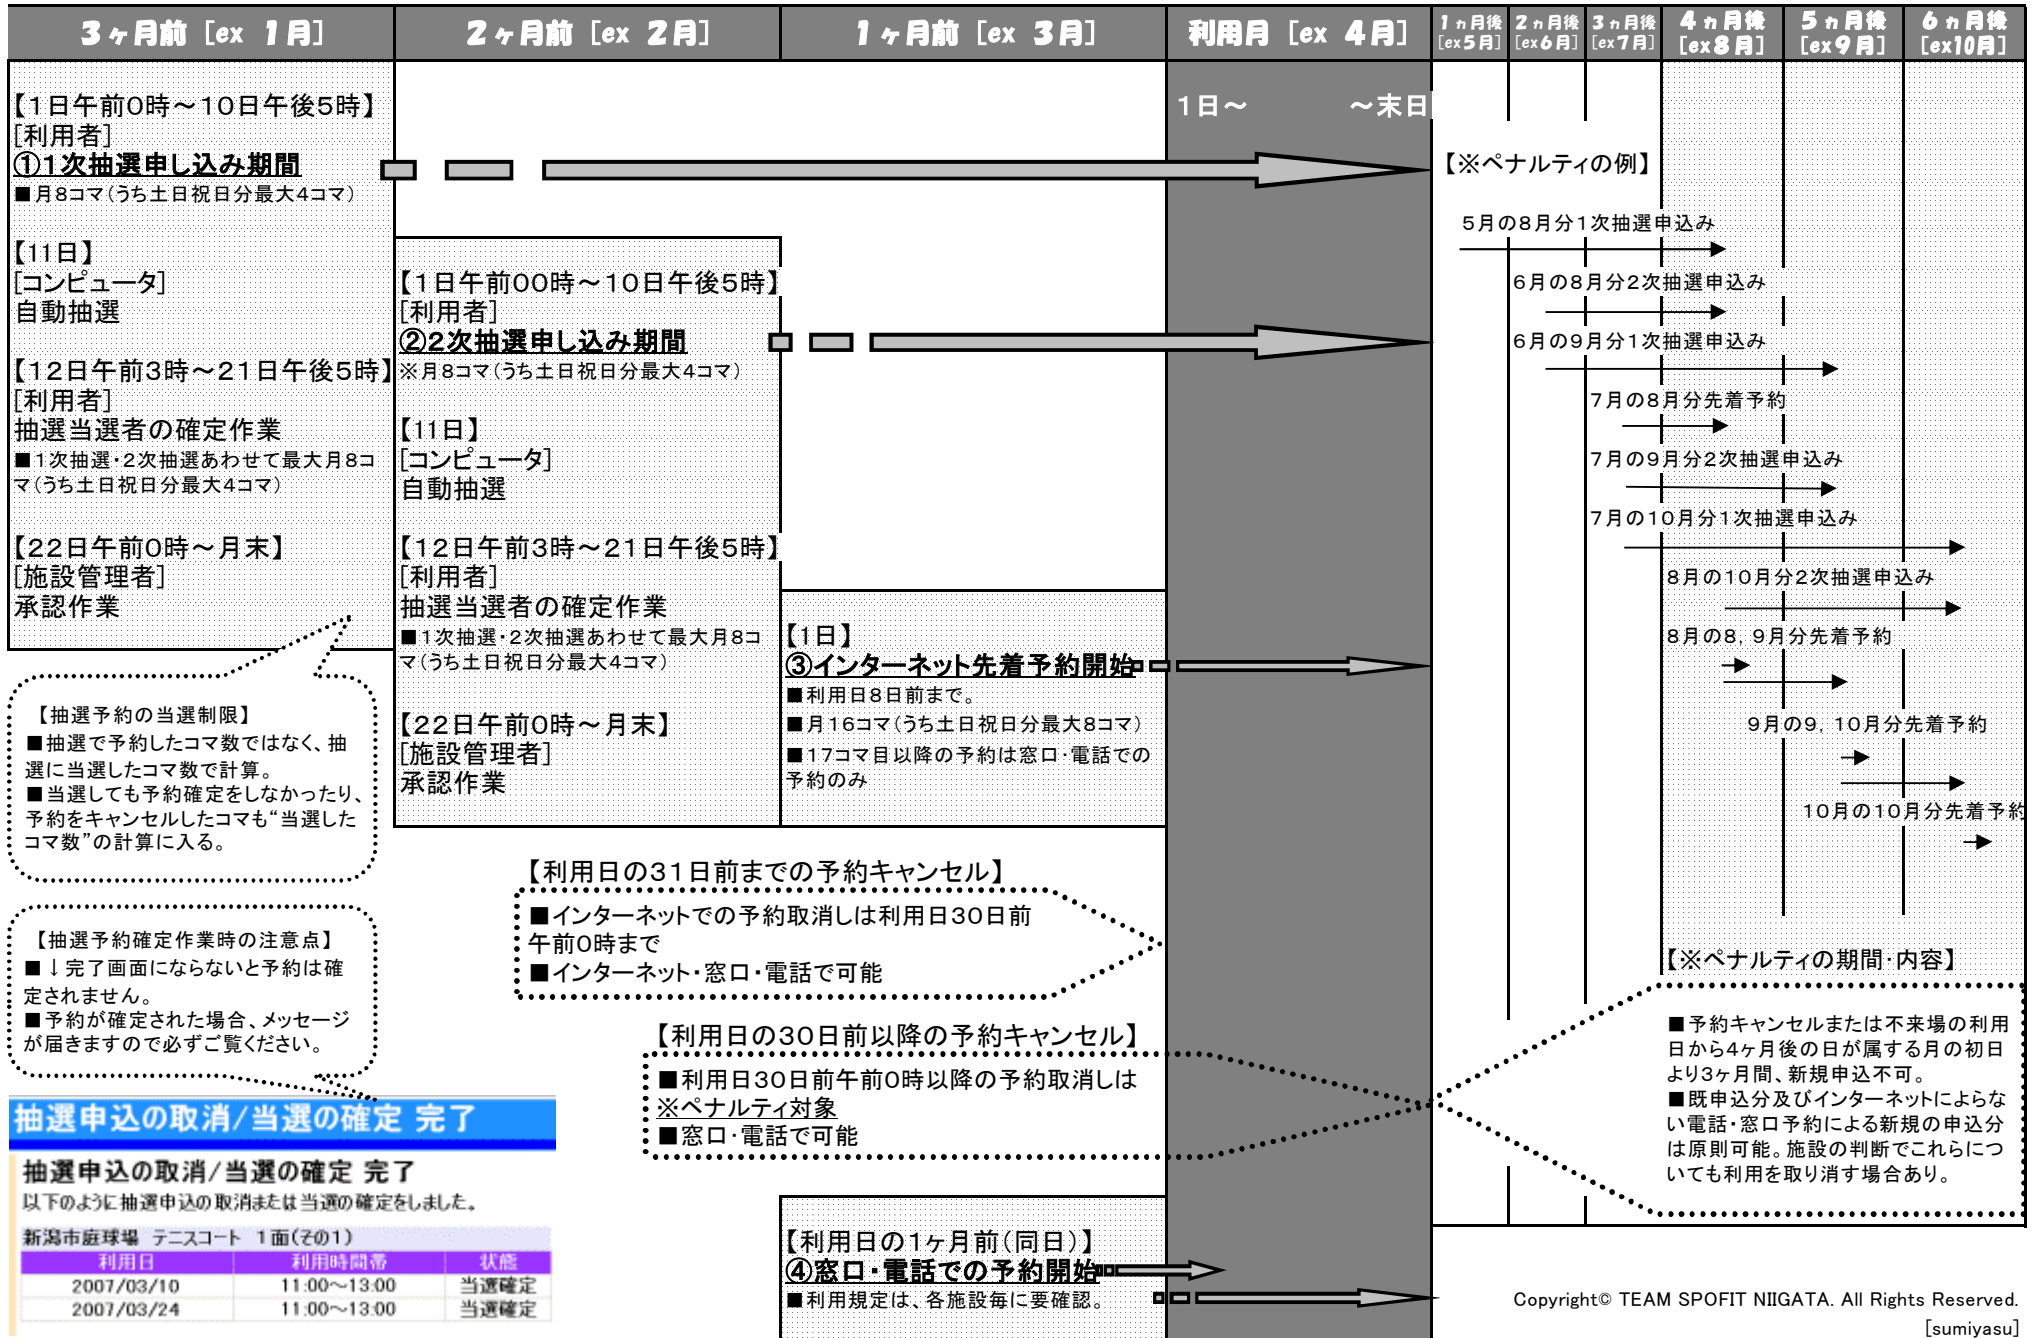 3ヶ月前 [ex 1月]
2ヶ月前 [ex 2月]
1ヶ月前 [ex 3月]
利用月 [ex 4月]
1ヵ月後
[ex5月]
2ヵ月後
[ex6月]
3ヵ月後
[ex7月]
4ヵ月後
[ex8月]
5ヵ月後
[ex9月]
6ヵ月後
[ex10月]
【1日午前0時～10日午後5時】
[利用者]
①1次抽選申し込み期間
■月8コマ(うち土日祝日分最大4コマ)
【11日】
[コンピュータ]
自動抽選
【12日午前3時～21日午後5時】
[利用者]
抽選当選者の確定作業
■1次抽選・2次抽選あわせて最大月8コ
マ(うち土日祝日分最大4コマ)
【22日午前0時～月末】
[施設管理者]
承認作業
【抽選予約の当選制限】
■抽選で予約したコマ数ではなく、抽
選に当選したコマ数で計算。
■当選しても予約確定をしなかったり、
予約をキャンセルしたコマも“当選した
コマ数”の計算に入る。
【抽選予約確定作業時の注意点】
■↓完了画面にならないと予約は確
定されません。
■予約が確定された場合、メッセージ
が届きますので必ずご覧ください。
抽選申込の取消/当選の確定 完了
抽選申込の取消/当選の確定 完了
以下のように抽選申込の取消または当選の確定をしました。
新潟市庭球場 テニスコート 1面(その1)
利用日 利用時間帯 状態
2007/03/10 11:00～13:00 当選確定
2007/03/24 11:00～13:00 当選確定
【1日午前00時～10日午後5時】
[利用者]
②2次抽選申し込み期間
※月8コマ(うち土日祝日分最大4コマ)
【11日】
[コンピュータ]
自動抽選
【12日午前3時～21日午後5時】
[利用者]
抽選当選者の確定作業
■1次抽選・2次抽選あわせて最大月8コ
マ(うち土日祝日分最大4コマ)
【22日午前0時～月末】
[施設管理者]
承認作業
【1日】
③インターネット先着予約開始
■利用日8日前まで。
■月16コマ(うち土日祝日分最大8コマ)
■17コマ目以降の予約は窓口・電話での
予約のみ
【利用日の31日前までの予約キャンセル】
■インターネットでの予約取消しは利用日30日前
午前0時まで
■インターネット・窓口・電話で可能
【利用日の30日前以降の予約キャンセル】
■利用日30日前午前0時以降の予約取消しは
※ペナルティ対象
■窓口・電話で可能
【利用日の1ヶ月前(同日)】
④窓口・電話での予約開始
■利用規定は、各施設毎に要確認。
1日～ ～末日
【※ペナルティの例】
5月の8月分1次抽選申込み
6月の8月分2次抽選申込み
6月の9月分1次抽選申込み
7月の8月分先着予約
7月の9月分2次抽選申込み
7月の10月分1次抽選申込み
8月の10月分2次抽選申込み
8月の8, 9月分先着予約
9月の9, 10月分先着予約
10月の10月分先着予約
【※ペナルティの期間・内容】
■予約キャンセルまたは不来場の利用
日から4ヶ月後の日が属する月の初日
より3ヶ月間、新規申込不可。
■既申込分及びインターネットによらな
い電話・窓口予約による新規の申込分
は原則可能。施設の判断でこれらにつ
いても利用を取り消す場合あり。
Copyright© TEAM SPOFIT NIIGATA. All Rights Reserved.
[sumiyasu]